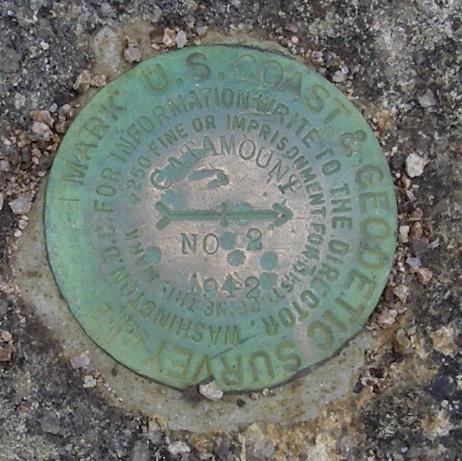 U.S. COAST & GEODETIC SURVEY
REFERENCE MARK
FOR INFORMATION WRITE TO THE DIRECTOR, WASHINGTON, D.C.
$250 FINE OR IMPRISONMENT FOR DISTURBING THIS MARK
CATAMOUNT
NO 2
1942